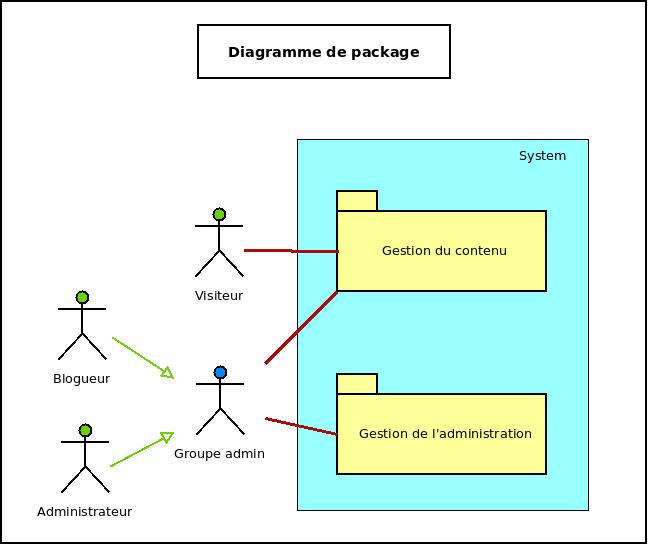 Diagramme de package
System
Gestion du contenu
Visiteur
Blogueur
Gestion de l'administration
Groupe admin
Administrateur